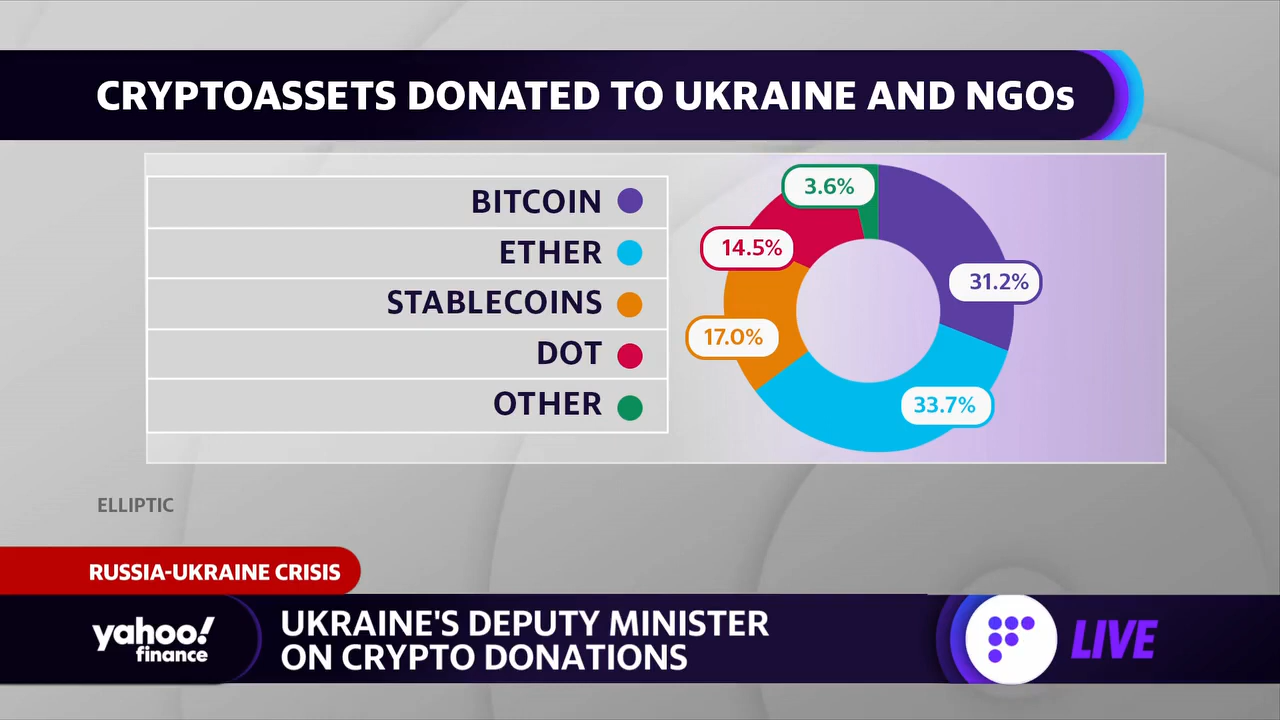 CRYPTOASSETS DONATED TO UKRAINE AND NGOs
BITCOIN
ETHER
STABLECOINS
DOT
OTHER
3.6%
14.5%
31.2%
17.0%
33.7%
ELLIPTIC
RUSSIA-UKRAINE CRISIS
yahoo!
finance
UKRAINE'S DEPUTY MINISTER
ON CRYPTO DONATIONS
LIVE